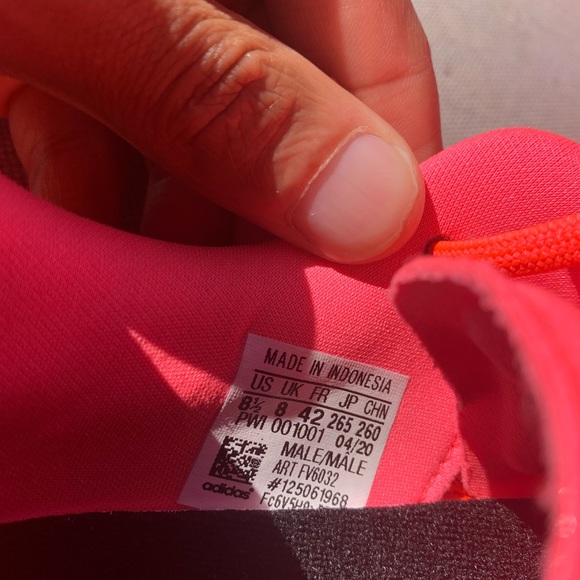 MADE IN INDONESIA
US UK FR JP CHN
8½ 8 42 265 260
PWI 001001 04/20
MALE/MÂLE
ART FV6032
#125061968
adidas